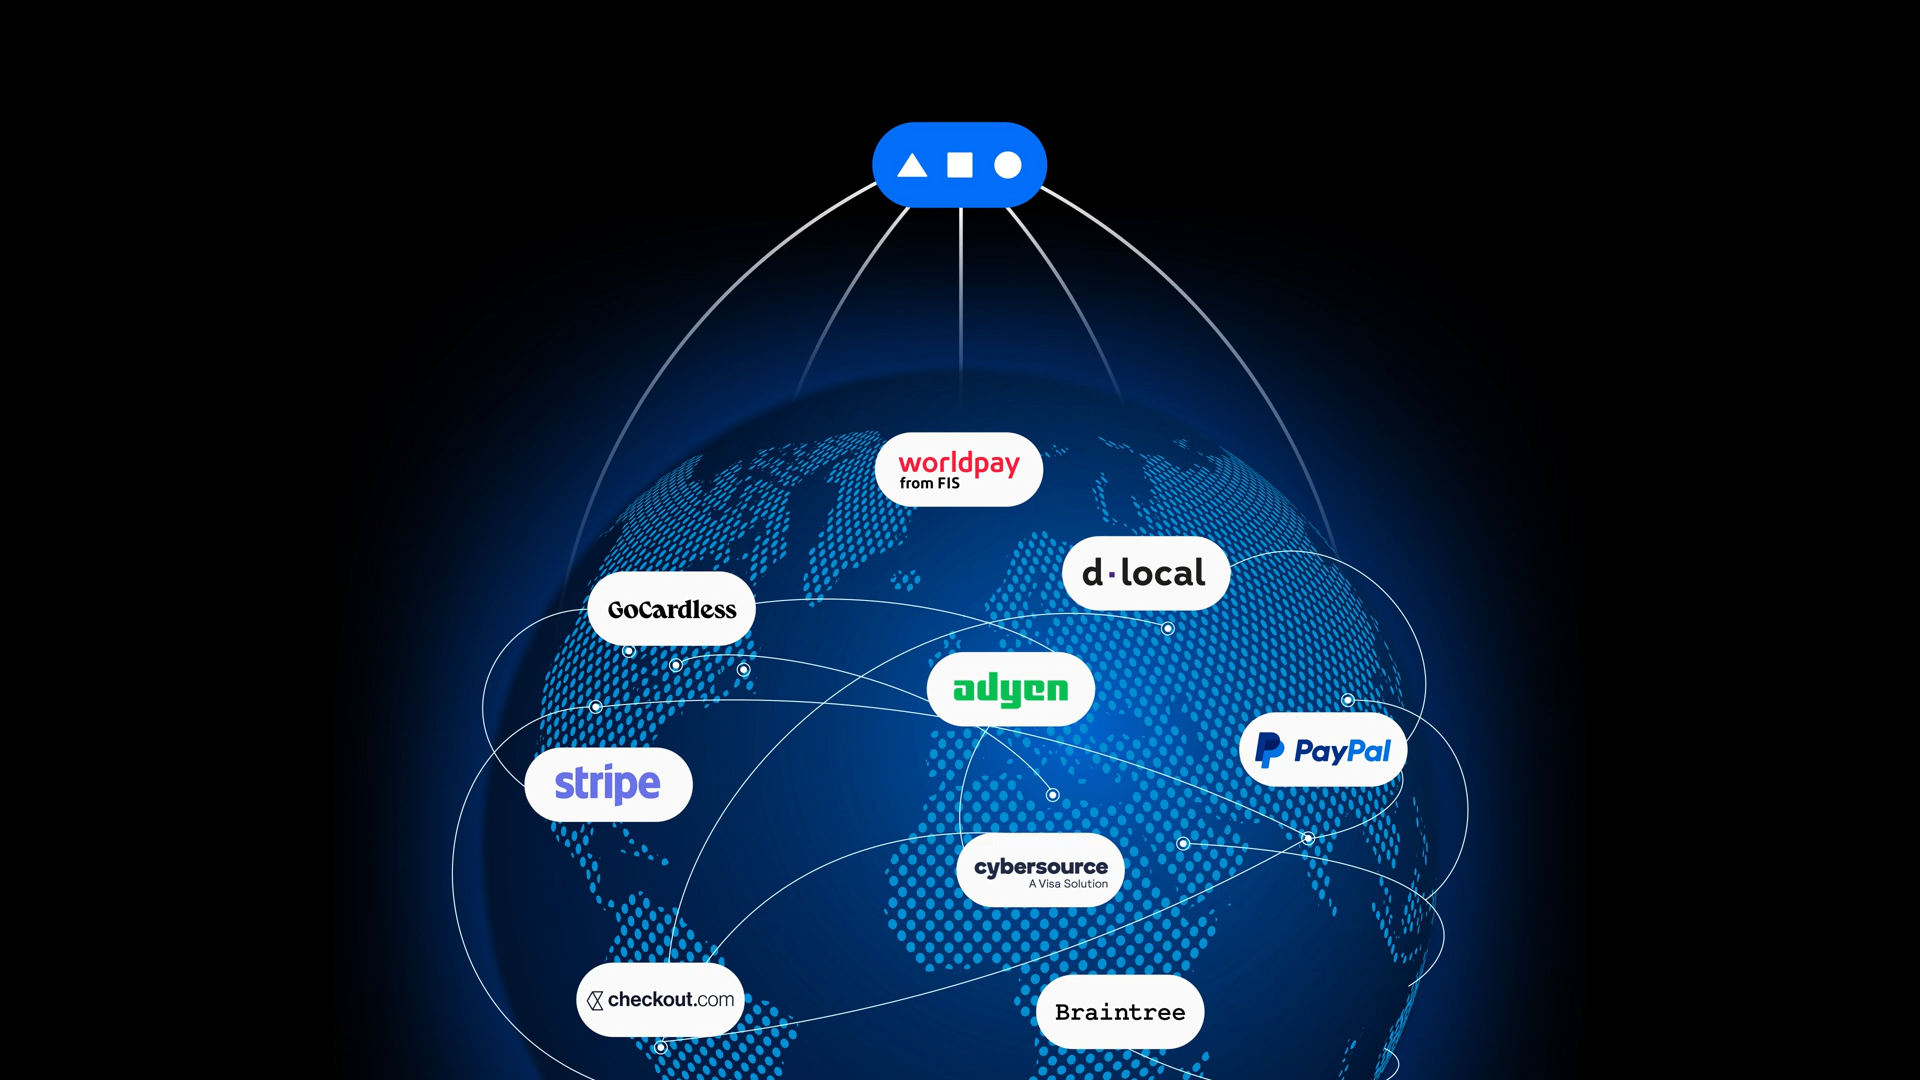 worldpay
from FIS
d·local
GoCardless
adyen
PayPal
stripe
cybersource
A Visa Solution
checkout.com
Braintree